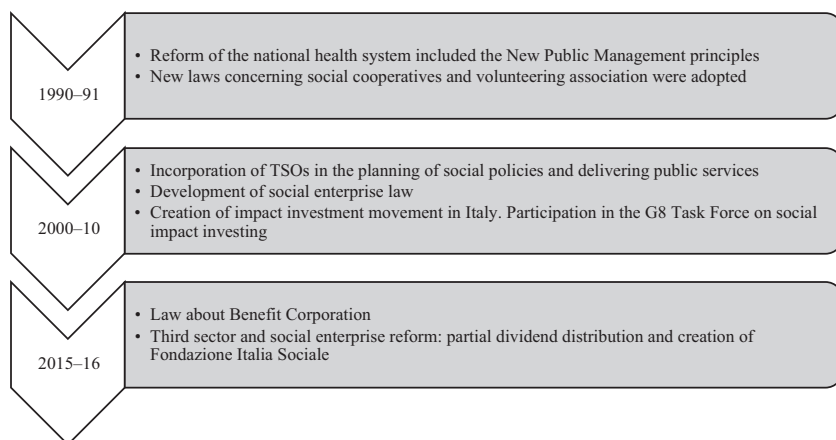 1990–91
• Reform of the national health system included the New Public Management principles
• New laws concerning social cooperatives and volunteering association were adopted
2000–10
• Incorporation of TSOs in the planning of social policies and delivering public services
• Development of social enterprise law
• Creation of impact investment movement in Italy. Participation in the G8 Task Force on social
impact investing
2015–16
• Law about Benefit Corporation
• Third sector and social enterprise reform: partial dividend distribution and creation of
Fondazione Italia Sociale